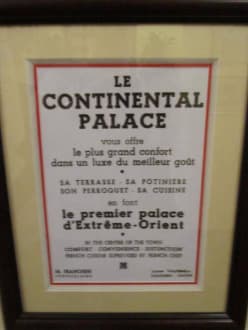 LE
CONTINENTAL
PALACE
vous offre
le plus grand confort
dans un luxe du meilleur goût
SA TERRASSE - SA POTINIÈRE
SON PERROQUET - SA CUISINE
en font
le premier palace
d'Extrême-Orient
IN THE CENTRE OF THE TOWN
COMFORT CONVENIENCE DISTINCTION
FRENCH CUISINE SUPERVISED BY FRENCH CHEF
M. FRANCHINI